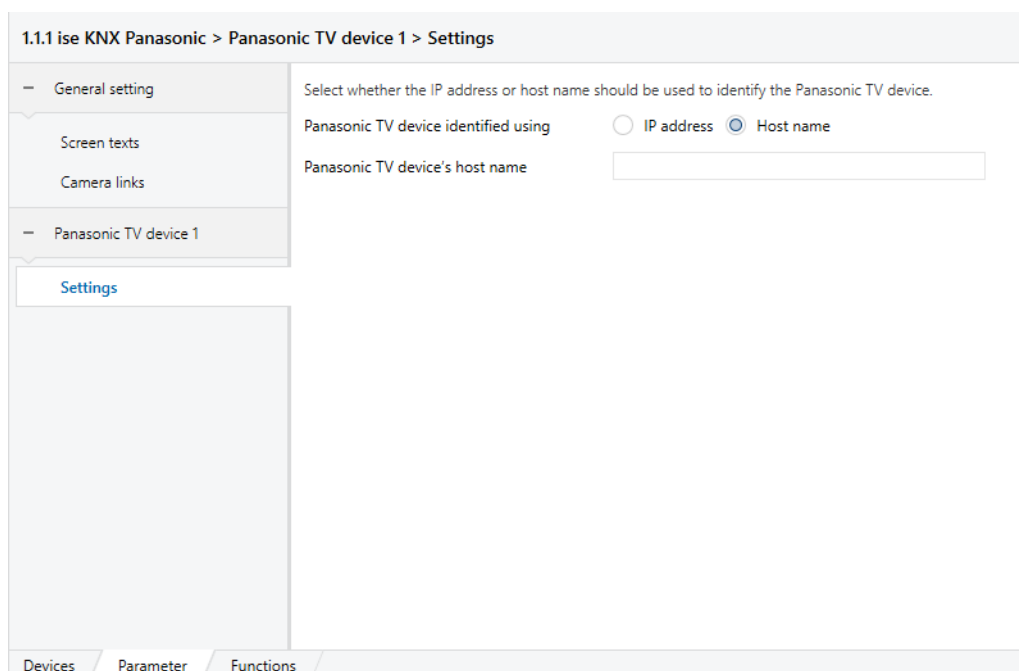 1.1.1 ise KNX Panasonic > Panasonic TV device 1 > Settings
General setting
Screen texts
Camera links
Panasonic TV device 1
Settings
Select whether the IP address or host name should be used to identify the Panasonic TV device.
Panasonic TV device identified using IP address Host name
Panasonic TV device's host name
Devices Parameter Functions